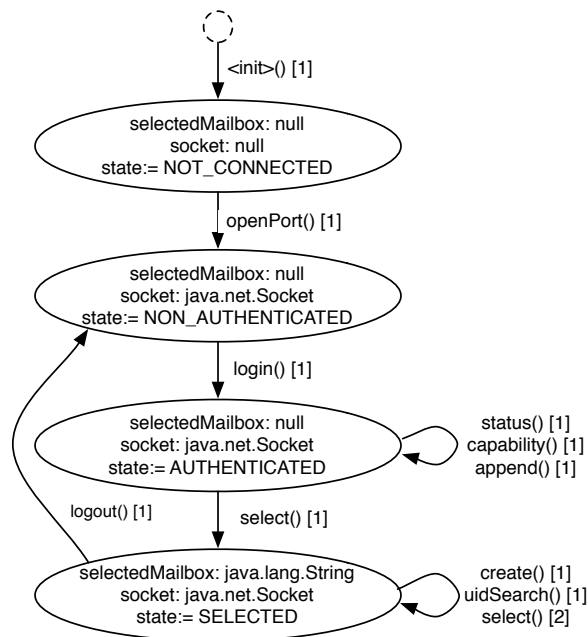 <init>() [1]
selectedMailbox: null
socket: null
state:= NOT_CONNECTED
openPort() [1]
selectedMailbox: null
socket: java.net.Socket
state:= NON_AUTHENTICATED
login() [1]
selectedMailbox: null
socket: java.net.Socket
state:= AUTHENTICATED
status() [1]
capability() [1]
append() [1]
logout() [1]
select() [1]
selectedMailbox: java.lang.String
socket: java.net.Socket
state:= SELECTED
create() [1]
uidSearch() [1]
select() [2]